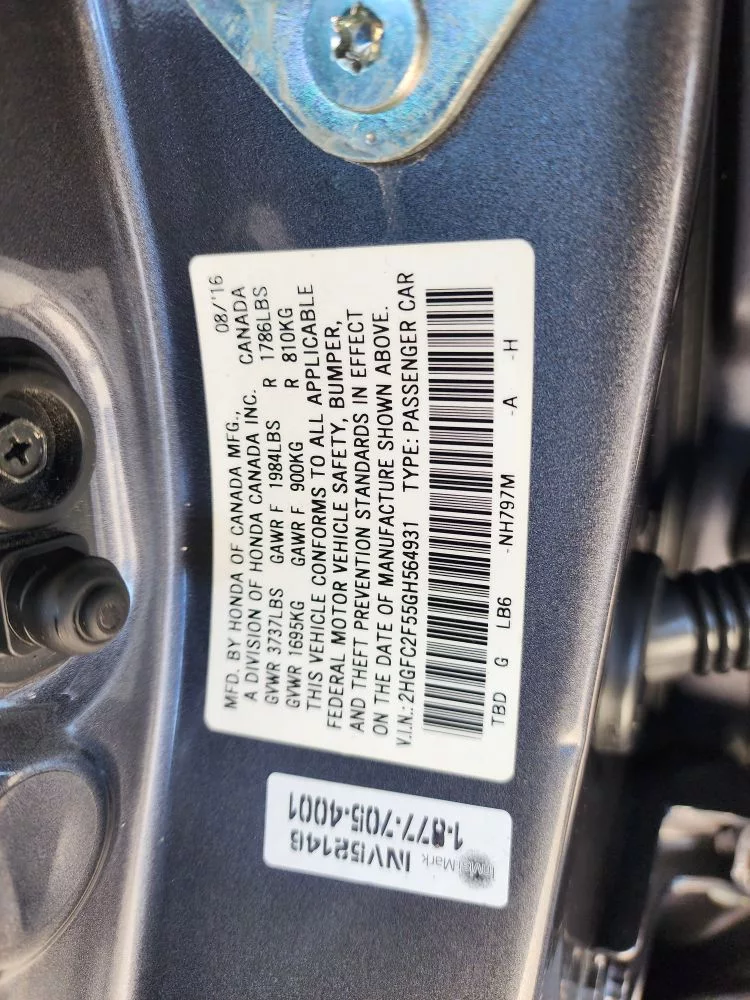 MFD. BY HONDA OF CANADA MFG., 08/'16
A DIVISION OF HONDA CANADA INC. CANADA
GVWR 3737LBS GAWR F 1984LBS R 1786LBS
GVWR 1695KG GAWR F 900KG R 810KG
THIS VEHICLE CONFORMS TO ALL APPLICABLE
FEDERAL MOTOR VEHICLE SAFETY, BUMPER,
AND THEFT PREVENTION STANDARDS IN EFFECT
ON THE DATE OF MANUFACTURE SHOWN ABOVE.
V.I.N.: 2HGFC2F55GH564931 TYPE: PASSENGER CAR
TBD G LB6 -NH797M -A -H
Mark INV52146
1-877-705-4001